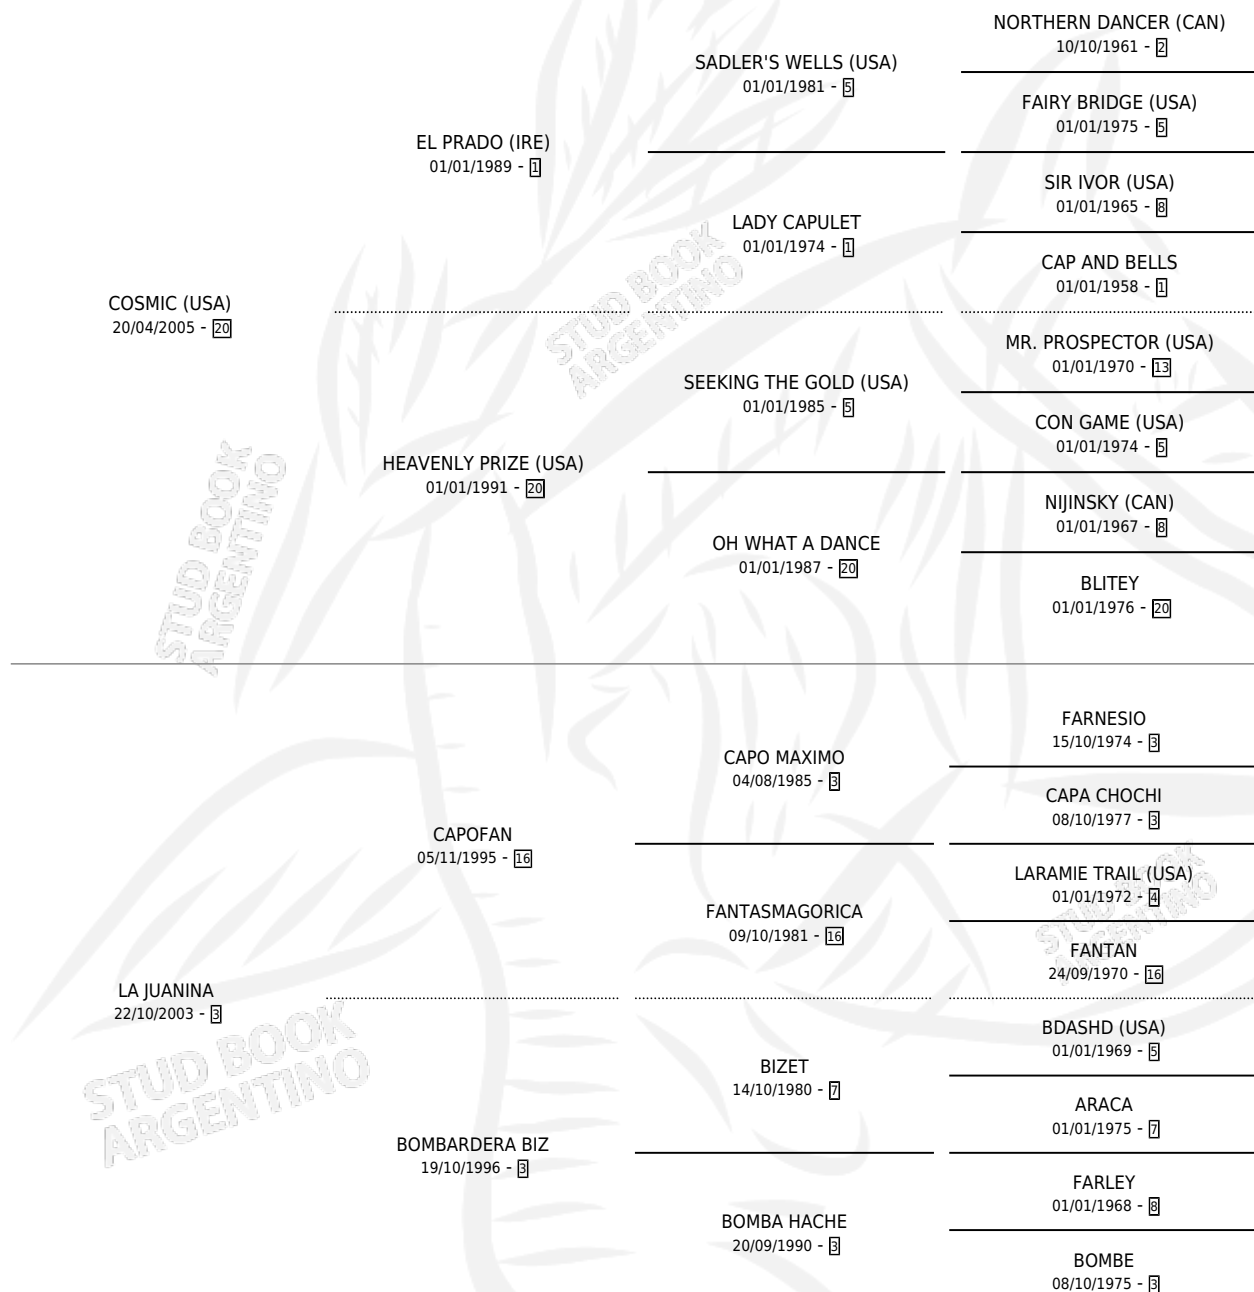 NORTHERN DANCER (CAN)
10/10/1961 - 2
SADLER'S WELLS (USA)
01/01/1981 - 5
FAIRY BRIDGE (USA)
01/01/1975 - 5
EL PRADO (IRE)
01/01/1989 - 1
SIR IVOR (USA)
01/01/1965 - 8
LADY CAPULET
01/01/1974 - 1
CAP AND BELLS
01/01/1958 - 1
COSMIC (USA)
20/04/2005 - 20
MR. PROSPECTOR (USA)
01/01/1970 - 13
SEEKING THE GOLD (USA)
01/01/1985 - 5
CON GAME (USA)
01/01/1974 - 5
HEAVENLY PRIZE (USA)
01/01/1991 - 20
NIJINSKY (CAN)
01/01/1967 - 8
OH WHAT A DANCE
01/01/1987 - 20
BLITEY
01/01/1976 - 20
FARNESIO
15/10/1974 - 3
CAPO MAXIMO
04/08/1985 - 3
CAPA CHOCHI
08/10/1977 - 3
CAPOFAN
05/11/1995 - 16
LARAMIE TRAIL (USA)
01/01/1972 - 4
FANTASMAGORICA
09/10/1981 - 16
FANTAN
24/09/1970 - 16
LA JUANINA
22/10/2003 - 3
BDASHD (USA)
01/01/1969 - 5
BIZET
14/10/1980 - 7
ARACA
01/01/1975 - 7
BOMBARDERA BIZ
19/10/1996 - 3
FARLEY
01/01/1968 - 8
BOMBA HACHE
20/09/1990 - 3
BOMBE
08/10/1975 - 3
STUD BOOK
ARGENTINO
STUD BOOK
ARGENTINO
STUD BOOK
ARGENTINO
STUD BOOK
ARGENTINO